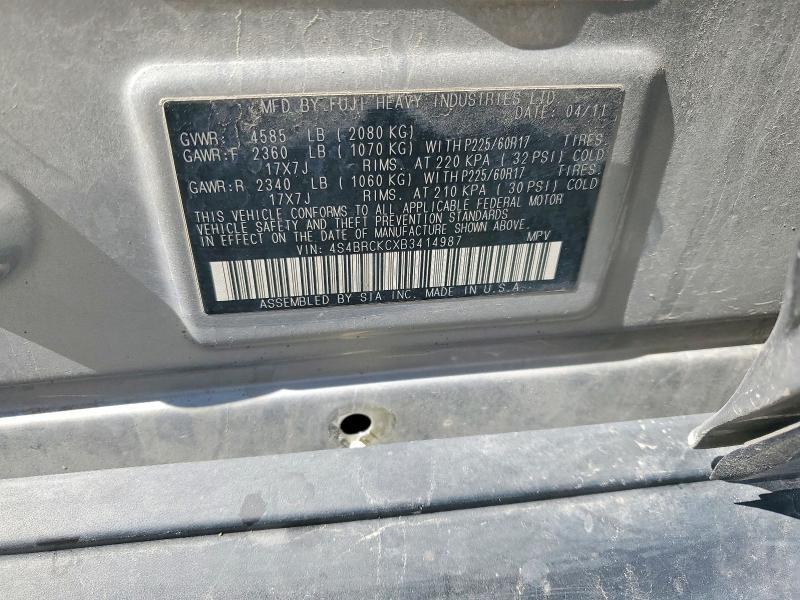 MFD. BY FUJI HEAVY INDUSTRIES LTD.
DATE: 04/11
GVWR: 4585 LB (2080 KG)
GAWR:F 2360 LB (1070 KG) WITH P225/60R17 TIRES,
17X7J RIMS, AT 220 KPA (32 PSI) COLD
GAWR:R 2340 LB (1060 KG) WITH P225/60R17 TIRES,
17X7J RIMS, AT 210 KPA (30 PSI) COLD
THIS VEHICLE CONFORMS TO ALL APPLICABLE FEDERAL MOTOR
VEHICLE SAFETY AND THEFT PREVENTION STANDARDS
IN EFFECT ON THE DATE OF MANUFACTURE SHOWN ABOVE.
VIN: 4S4BRCKCXB3414987 MPV
ASSEMBLED BY SIA INC. MADE IN U.S.A.